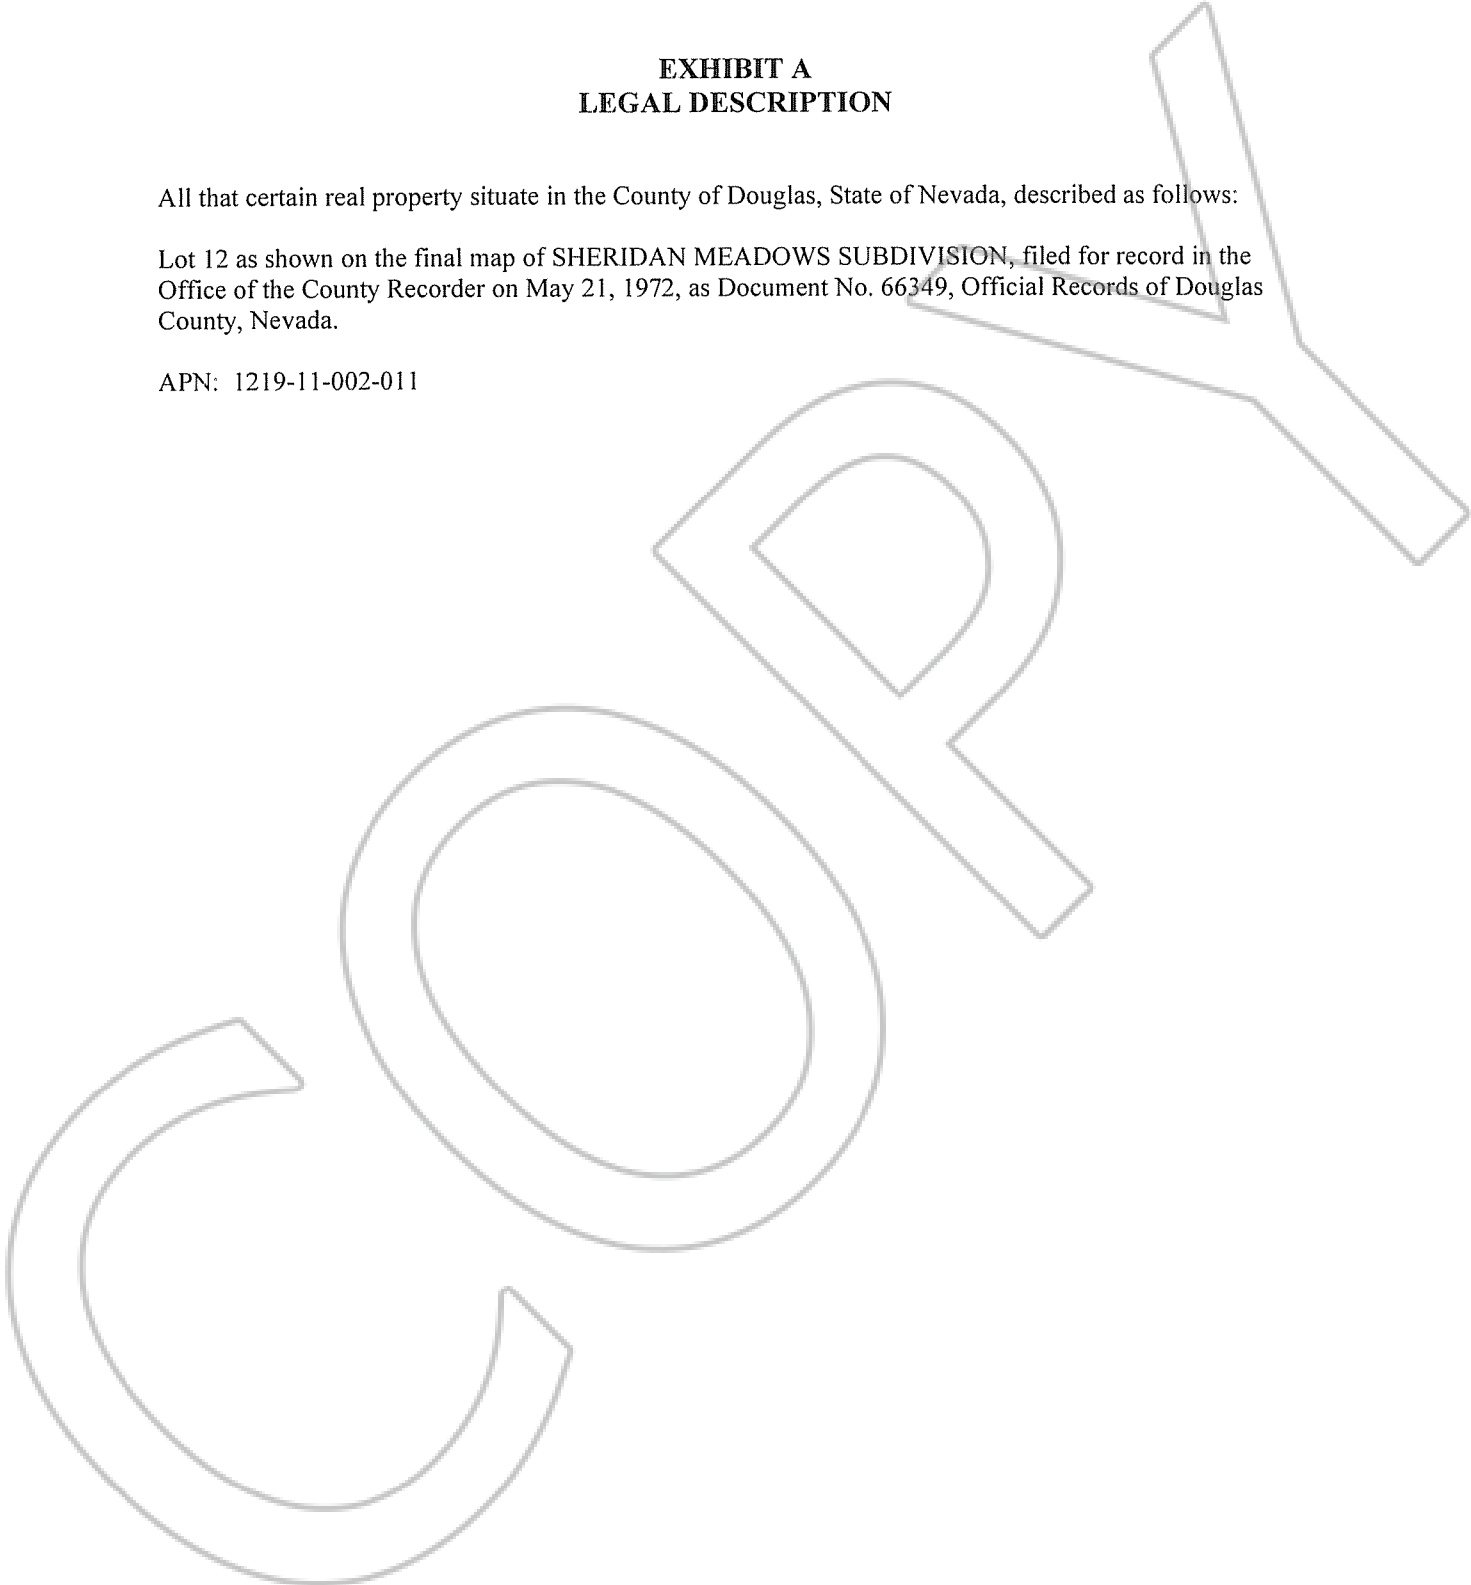 EXHIBIT A
LEGAL DESCRIPTION
All that certain real property situate in the County of Douglas, State of Nevada, described as follows:
Lot 12 as shown on the final map of SHERIDAN MEADOWS SUBDIVISION, filed for record in the
Office of the County Recorder on May 21, 1972, as Document No. 66349, Official Records of Douglas
County, Nevada.
APN: 1219-11-002-011
COPY